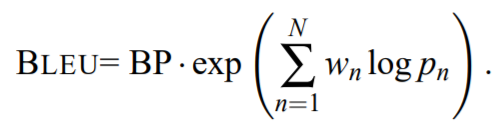 BLEU= BP · exp ( ∑_{n=1}^{N} w_n log p_n ) .